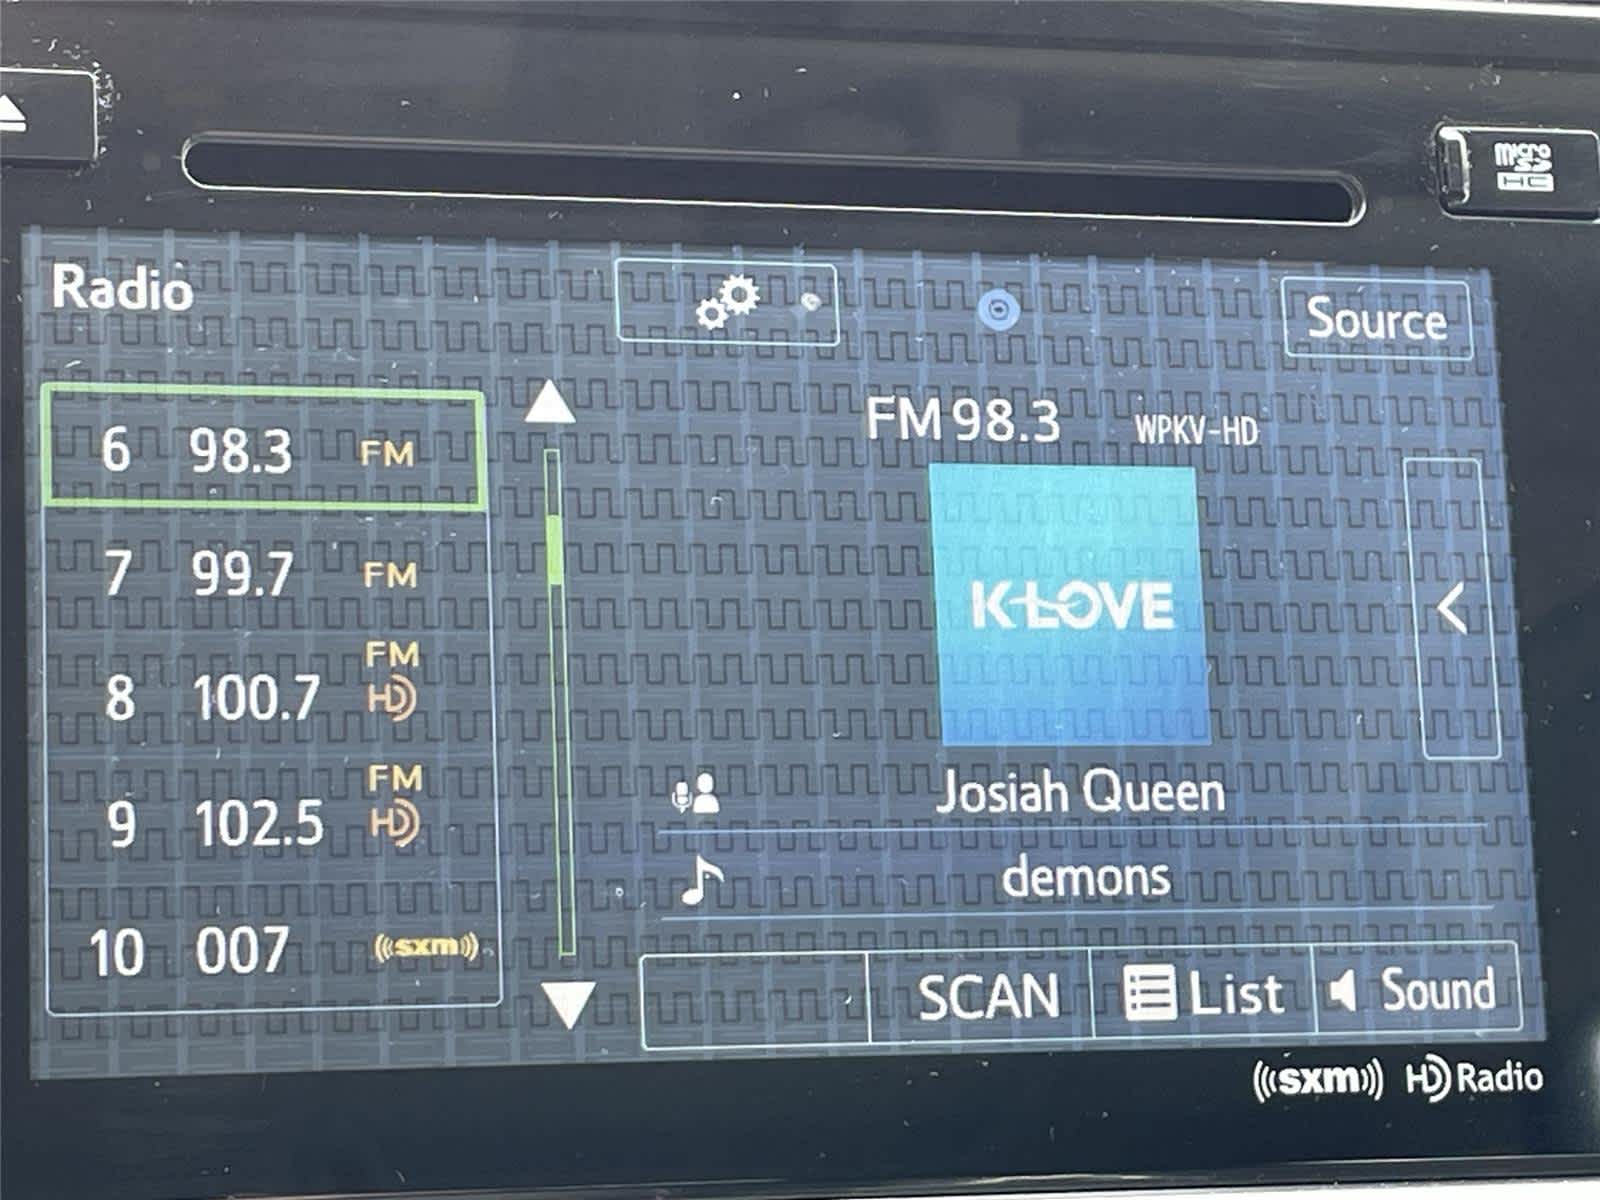 micro
SD
HC
Radio
Source
FM 98.3 WPKV-HD
6 98.3 FM
7 99.7 FM
8 100.7 FM HD
9 102.5 FM HD
10 007 ((sxm))
K-LOVE
Josiah Queen
demons
SCAN List Sound
((sxm)) HD Radio